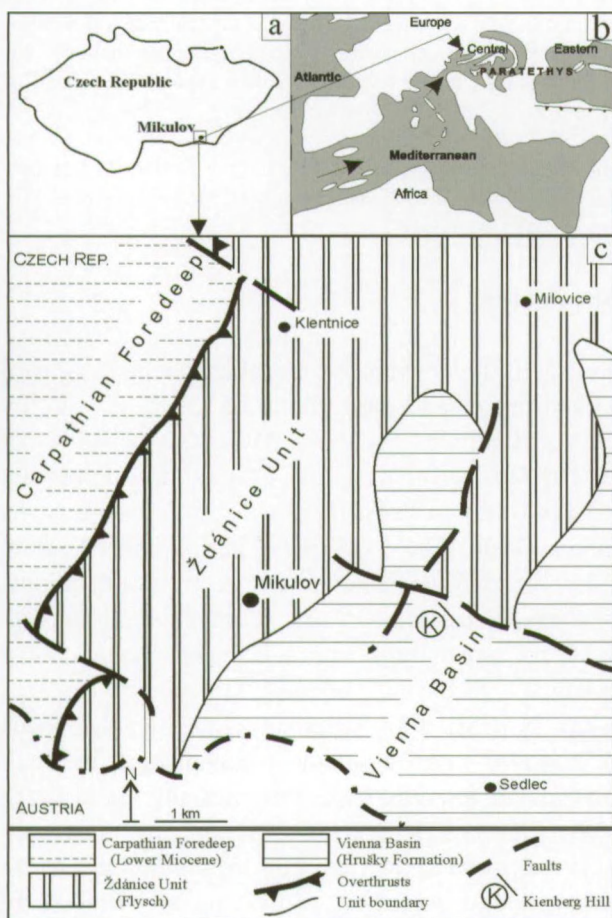 a
Czech Republic
Mikulov
b
Europe
Central
Eastern
Atlantic
PARATETHYS
Mediterranean
Africa
c
CZECH REP.
Carpathian Foredeep
Klentnice
Milovice
Ždánice Unit
Mikulov
K
Vienna Basin
Sedlec
N
AUSTRIA
1 km
Carpathian Foredeep
(Lower Miocene)
Ždánice Unit
(Flysch)
Vienna Basin
(Hrušky Formation)
Overthrusts
Unit boundary
Faults
K
Kienberg Hill